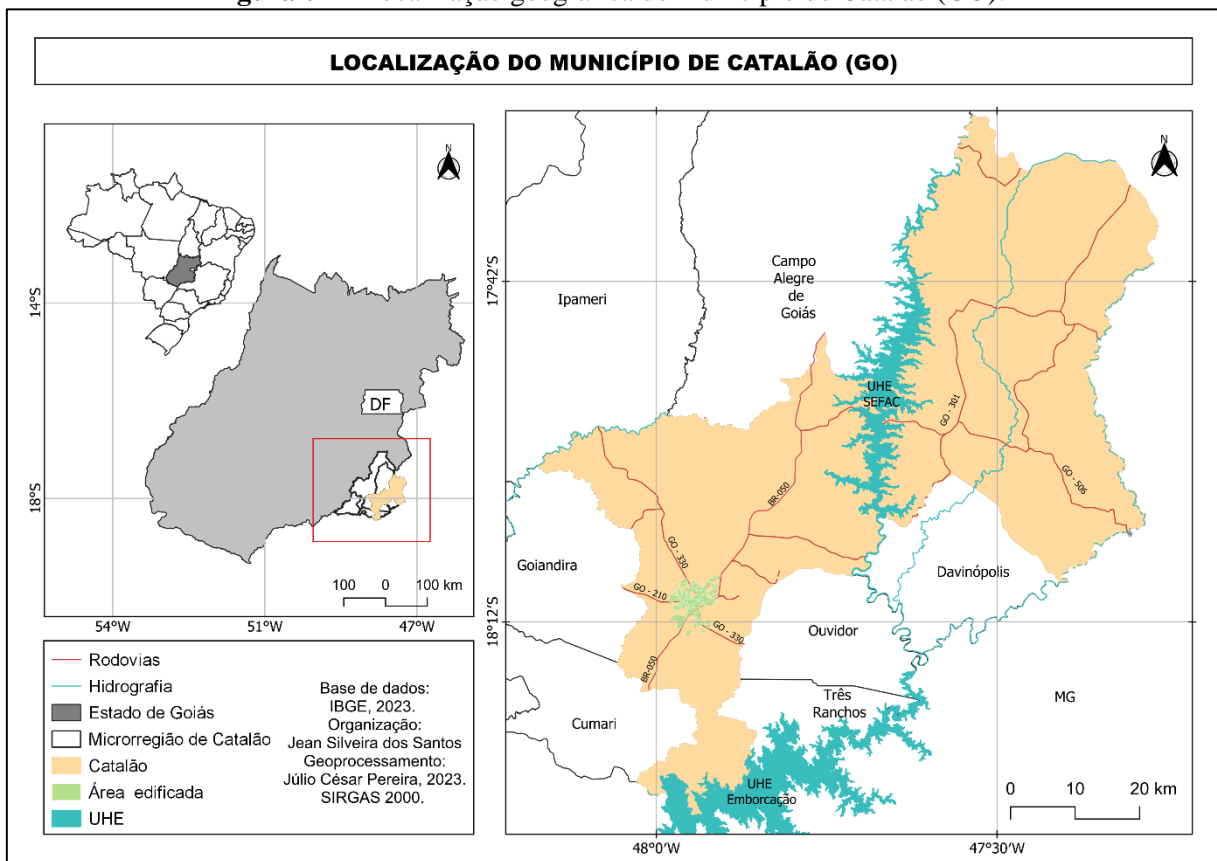 LOCALIZAÇÃO DO MUNICÍPIO DE CATALÃO (GO)
N
14°S
18°S
DF
100 0 100 km
54°W 51°W 47°W
Rodovias
Hidrografia
Estado de Goiás
Microrregião de Catalão
Catalão
Área edificada
UHE
Base de dados:
IBGE, 2023.
Organização:
Jean Silveira dos Santos
Geoprocessamento:
Júlio César Pereira, 2023.
SIRGAS 2000.
N
17°42'S
18°12'S
Ipameri
Campo
Alegre
de
Goiás
UHE
SEFAC
GO - 301
GO - 506
BR-050
GO - 330
Goiandira
GO - 210
GO - 330
BR-050
Davinópolis
Ouvidor
Três
Ranchos
MG
Cumari
UHE
Emborcação
0 10 20 km
48°0'W 47°30'W